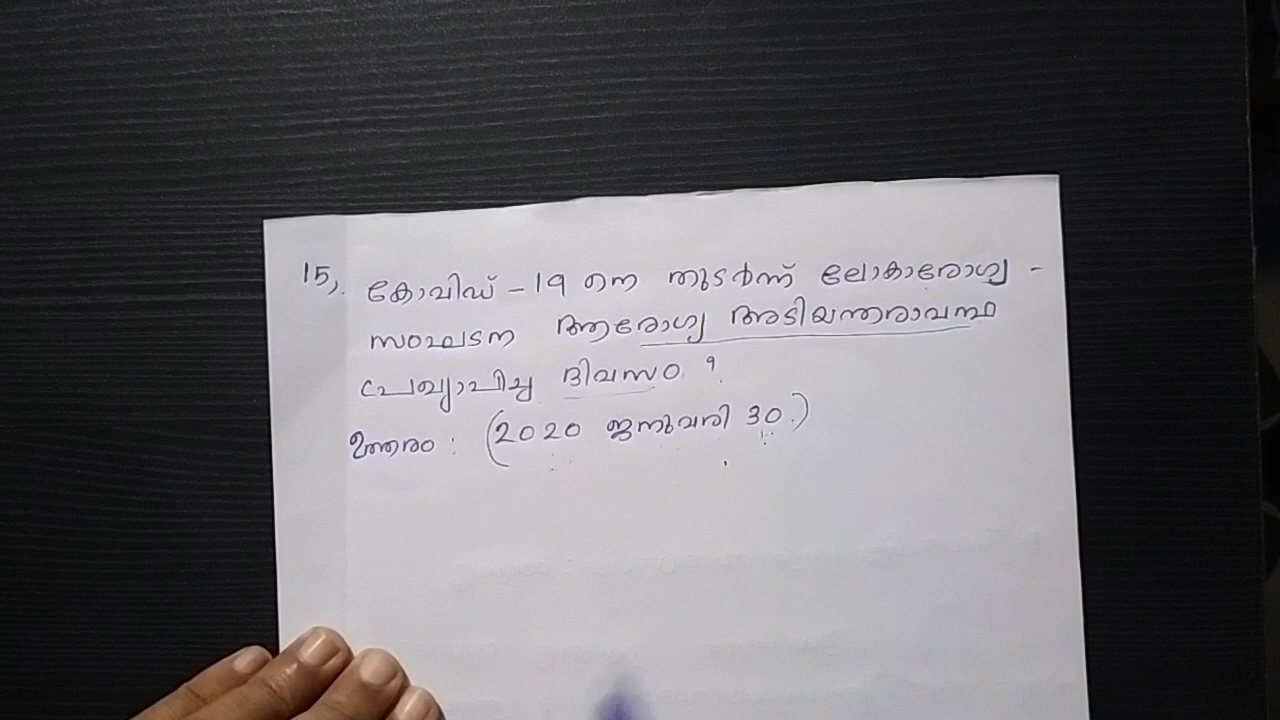 15, കോവിഡ് - 19 നെ തുടർന്ന് ലോകാരോഗ്യ -
സംഘടന ആരോഗ്യ അടിയന്തരാവസ്ഥ
പ്രഖ്യാപിച്ച ദിവസം ?
ഉത്തരം : (2020 ജനുവരി 30.)